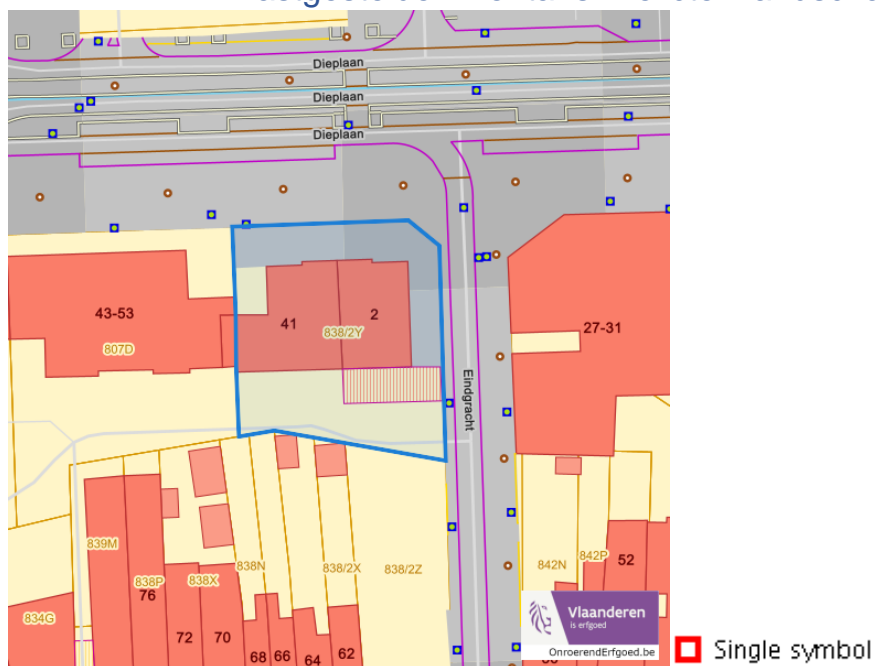 Dieplaan
Dieplaan
Dieplaan
43-53
807D
41
2
838/2Y
27-31
Eindgracht
839M
838P
76
838X
838N
838/2X
838/2Z
842N
842P
52
834G
72
70
68
66
64
62
Vlaanderen
is erfgoed
OnroerendErfgoed.be
Single symbol